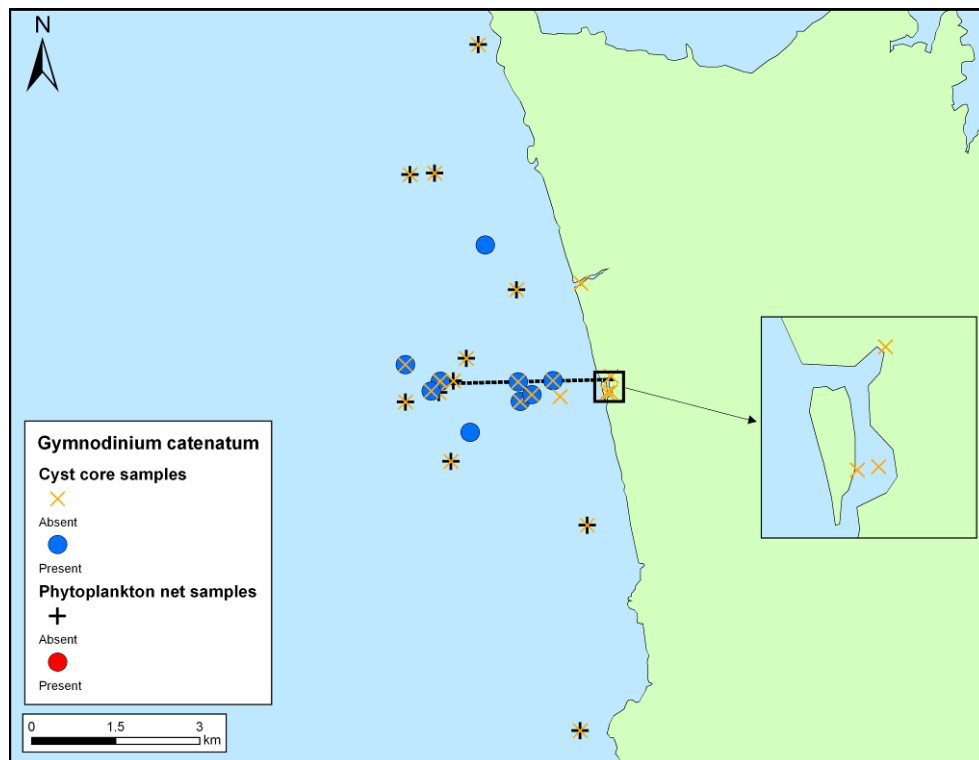 N
Gymnodinium catenatum
Cyst core samples
Absent
Present
Phytoplankton net samples
Absent
Present
0 1.5 3
km